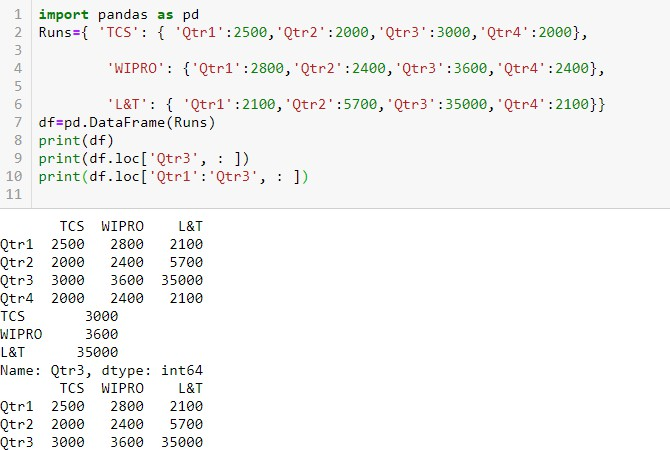 1 import pandas as pd
2 Runs={ 'TCS': { 'Qtr1':2500,'Qtr2':2000,'Qtr3':3000,'Qtr4':2000},
3
4 'WIPRO': {'Qtr1':2800,'Qtr2':2400,'Qtr3':3600,'Qtr4':2400},
5
6 'L&T': { 'Qtr1':2100,'Qtr2':5700,'Qtr3':35000,'Qtr4':2100}}
7 df=pd.DataFrame(Runs)
8 print(df)
9 print(df.loc['Qtr3', : ])
10 print(df.loc['Qtr1':'Qtr3', : ])
11
TCS WIPRO L&T
Qtr1 2500 2800 2100
Qtr2 2000 2400 5700
Qtr3 3000 3600 35000
Qtr4 2000 2400 2100
TCS 3000
WIPRO 3600
L&T 35000
Name: Qtr3, dtype: int64
TCS WIPRO L&T
Qtr1 2500 2800 2100
Qtr2 2000 2400 5700
Qtr3 3000 3600 35000